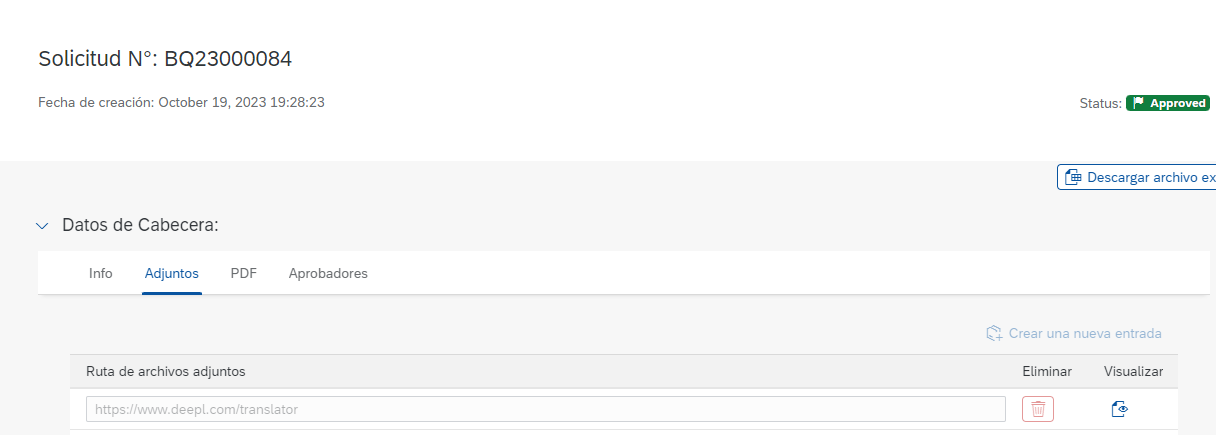 Solicitud N°: BQ23000084
Fecha de creación: October 19, 2023 19:28:23
Status: Approved
Descargar archivo ex
Datos de Cabecera:
Info Adjuntos PDF Aprobadores
Crear una nueva entrada
Ruta de archivos adjuntos Eliminar Visualizar
https://www.deepl.com/translator